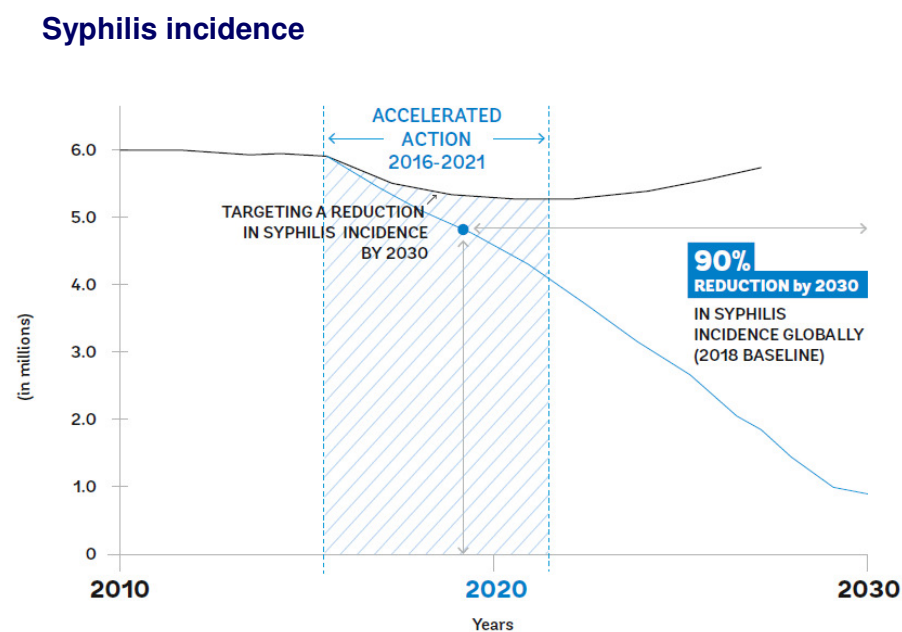 Syphilis incidence
ACCELERATED
ACTION
2016-2021
6.0
5.0
4.0
3.0
2.0
1.0
0
(in millions)
TARGETING A REDUCTION
IN SYPHILIS INCIDENCE
BY 2030
90%
REDUCTION by 2030
IN SYPHILIS
INCIDENCE GLOBALLY
(2018 BASELINE)
2010
2020
2030
Years